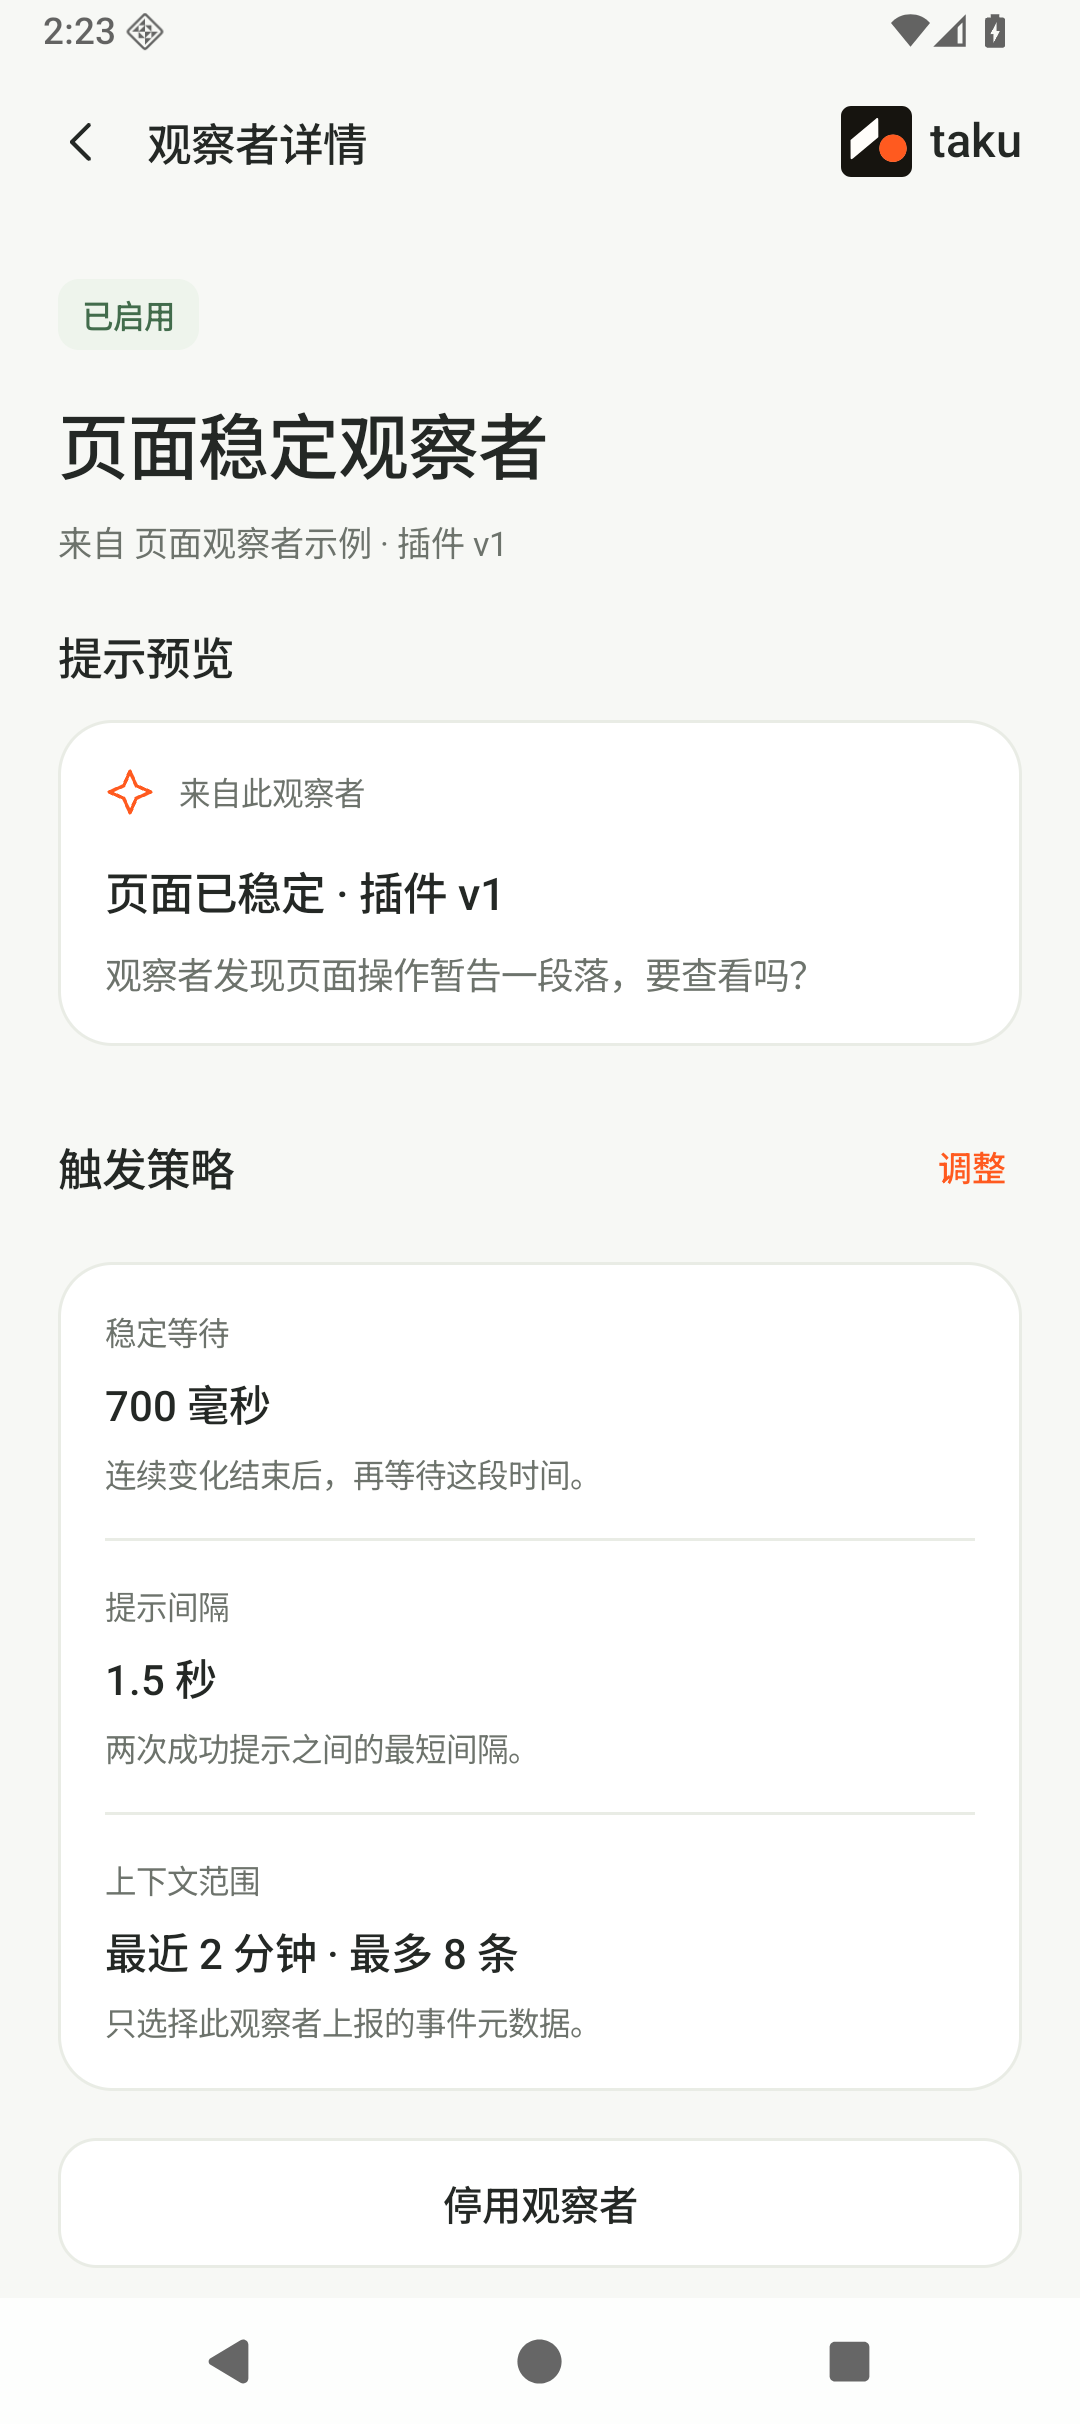 2:23
观察者详情
taku
已启用
页面稳定观察者
来自 页面观察者示例 · 插件 v1
提示预览
来自此观察者
页面已稳定 · 插件 v1
观察者发现页面操作暂告一段落，要查看吗？
触发策略
调整
稳定等待
700 毫秒
连续变化结束后，再等待这段时间。
提示间隔
1.5 秒
两次成功提示之间的最短间隔。
上下文范围
最近 2 分钟 · 最多 8 条
只选择此观察者上报的事件元数据。
停用观察者